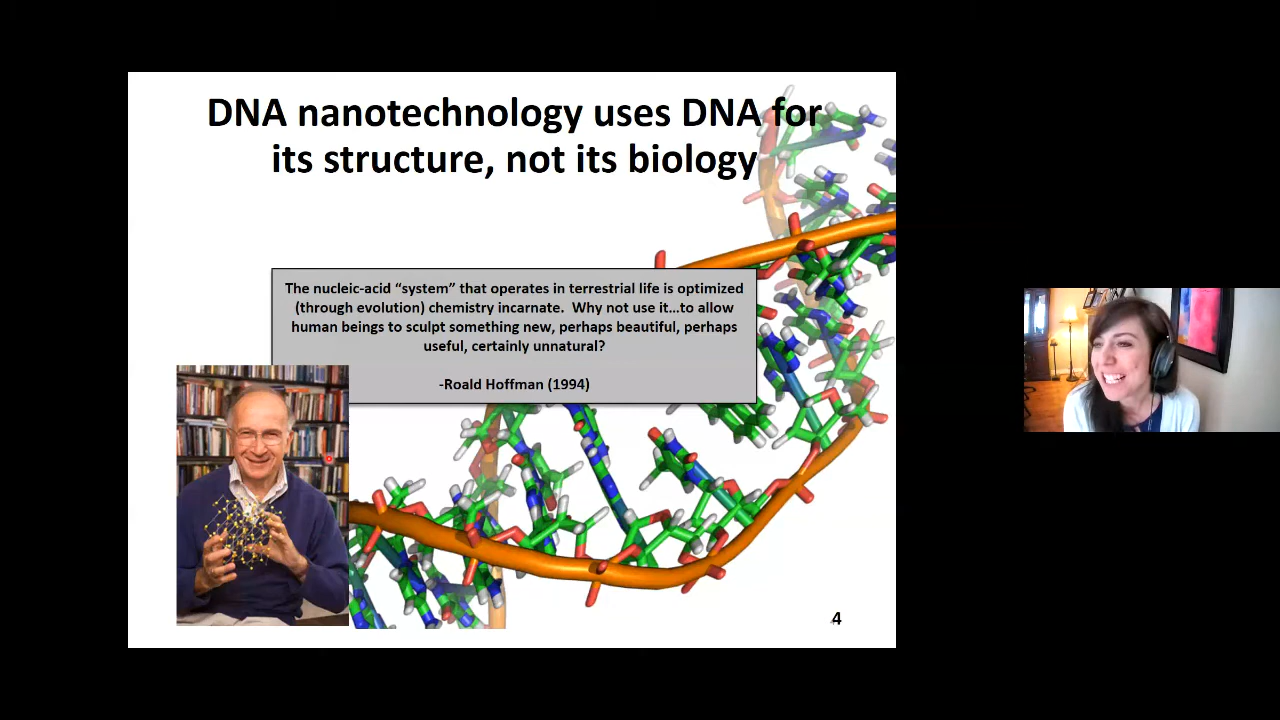 DNA nanotechnology uses DNA for
its structure, not its biology
The nucleic-acid “system” that operates in terrestrial life is optimized
(through evolution) chemistry incarnate.  Why not use it…to allow
human beings to sculpt something new, perhaps beautiful, perhaps
useful, certainly unnatural?
-Roald Hoffman (1994)
4